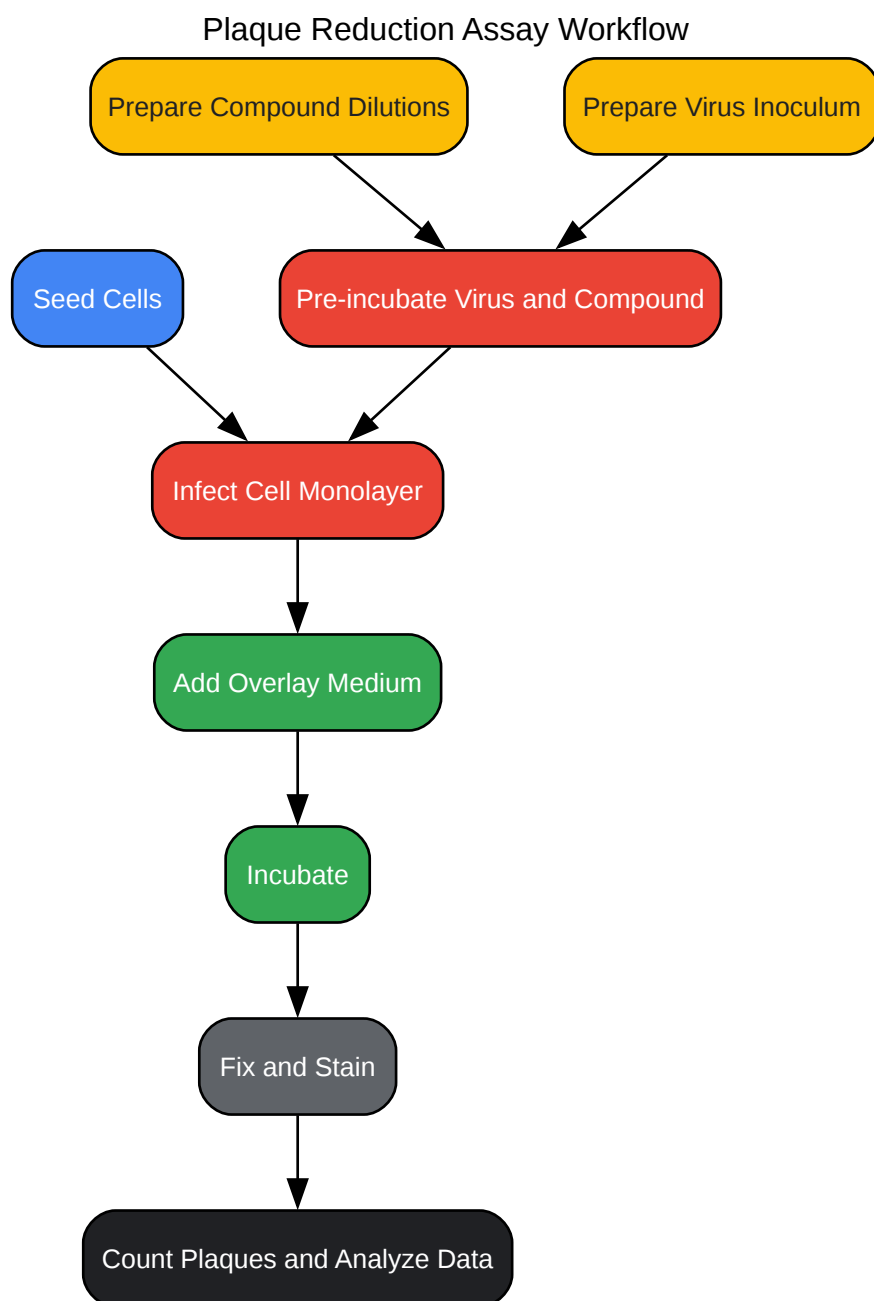 Plaque Reduction Assay Workflow
Prepare Compound Dilutions
Prepare Virus Inoculum
Seed Cells
Pre-incubate Virus and Compound
Infect Cell Monolayer
Add Overlay Medium
Incubate
Fix and Stain
Count Plaques and Analyze Data